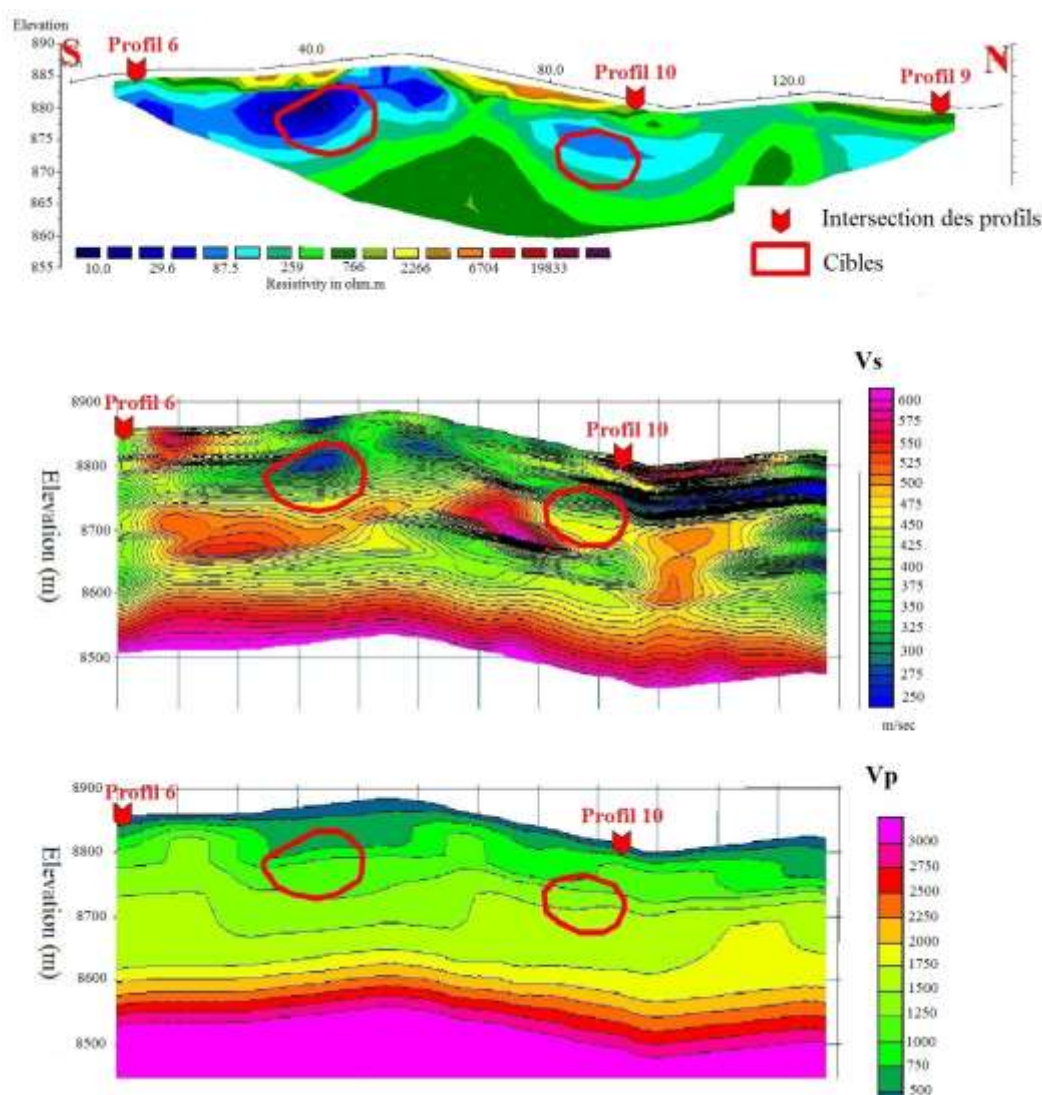 Elevation
890
885
880
875
870
865
860
855
S
Profil 6
40.0
80.0
Profil 10
120.0
Profil 9
N
10.0 29.6 87.5 259 766 2266 6704 19833
Resistivity in ohm.m
Intersection des profils
Cibles
Vs
8900
8800
8700
8600
8500
Elevation (m)
Profil 6
Profil 10
600
575
525
500
475
450
425
400
375
350
325
300
275
250
m/sec
Vp
8900
8800
8700
8600
8500
Elevation (m)
Profil 6
Profil 10
3000
2750
2500
2250
2000
1750
1500
1250
1000
750
500